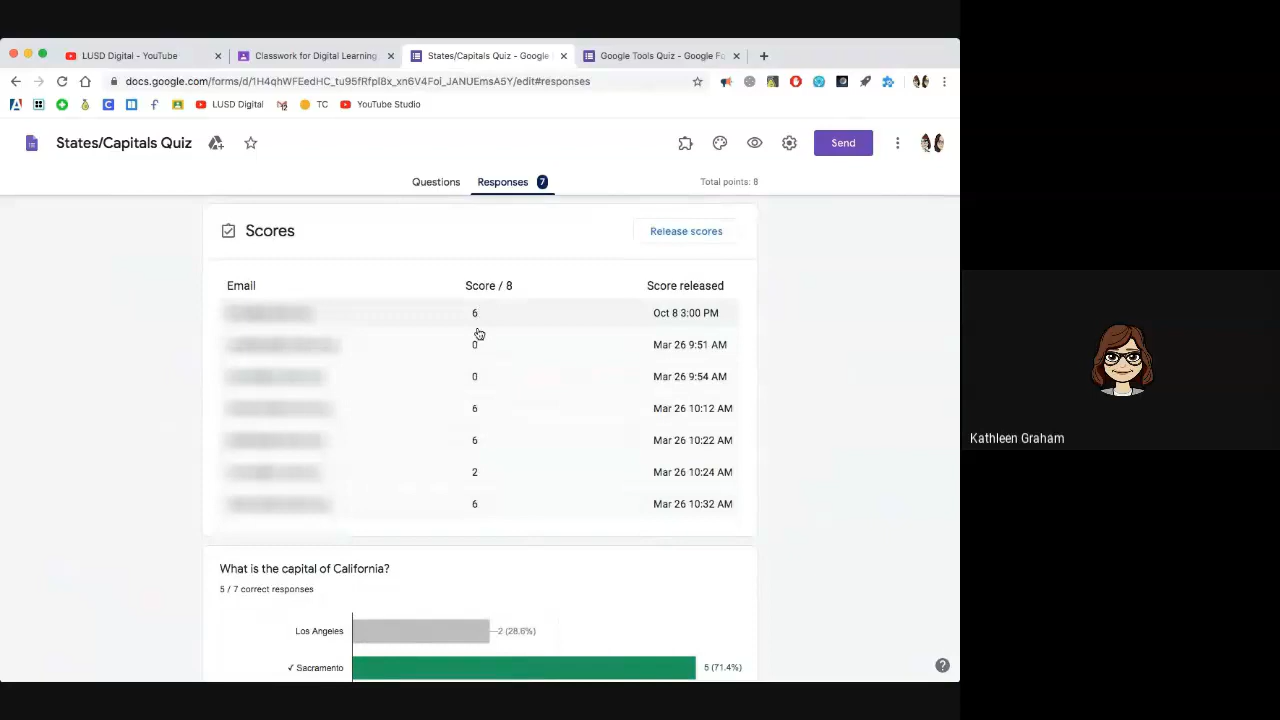 LUSD Digital - YouTube
Classwork for Digital Learning
States/Capitals Quiz - Google
Google Tools Quiz - Google Fo
docs.google.com/forms/d/1H4qhWFEedHC_tu95fRfpIBx_xn6V4Foi_JANUEmsA5Y/edit#responses
LUSD Digital
TC
YouTube Studio
States/Capitals Quiz
Send
Questions
Responses 7
Total points: 8
Scores
Release scores
Email Score / 8 Score released
6 Oct 8 3:00 PM
0 Mar 26 9:51 AM
0 Mar 26 9:54 AM
6 Mar 26 10:12 AM
6 Mar 26 10:22 AM
2 Mar 26 10:24 AM
6 Mar 26 10:32 AM
What is the capital of California?
5 / 7 correct responses
Los Angeles 2 (28.6%)
✓ Sacramento 5 (71.4%)
Kathleen Graham